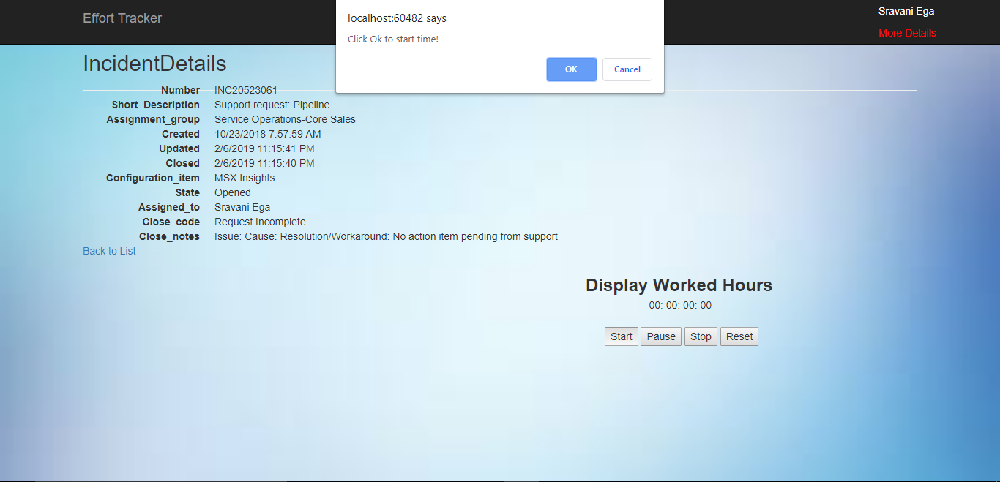 Effort Tracker
localhost:60482 says
Click Ok to start time!
OK Cancel
Sravani Ega
More Details
IncidentDetails
Number INC20523061
Short_Description Support request: Pipeline
Assignment_group Service Operations-Core Sales
Created 10/23/2018 7:57:59 AM
Updated 2/6/2019 11:15:41 PM
Closed 2/6/2019 11:15:40 PM
Configuration_item MSX Insights
State Opened
Assigned_to Sravani Ega
Close_code Request Incomplete
Close_notes Issue: Cause: Resolution/Workaround: No action item pending from support
Back to List
Display Worked Hours
00: 00: 00: 00
Start Pause Stop Reset